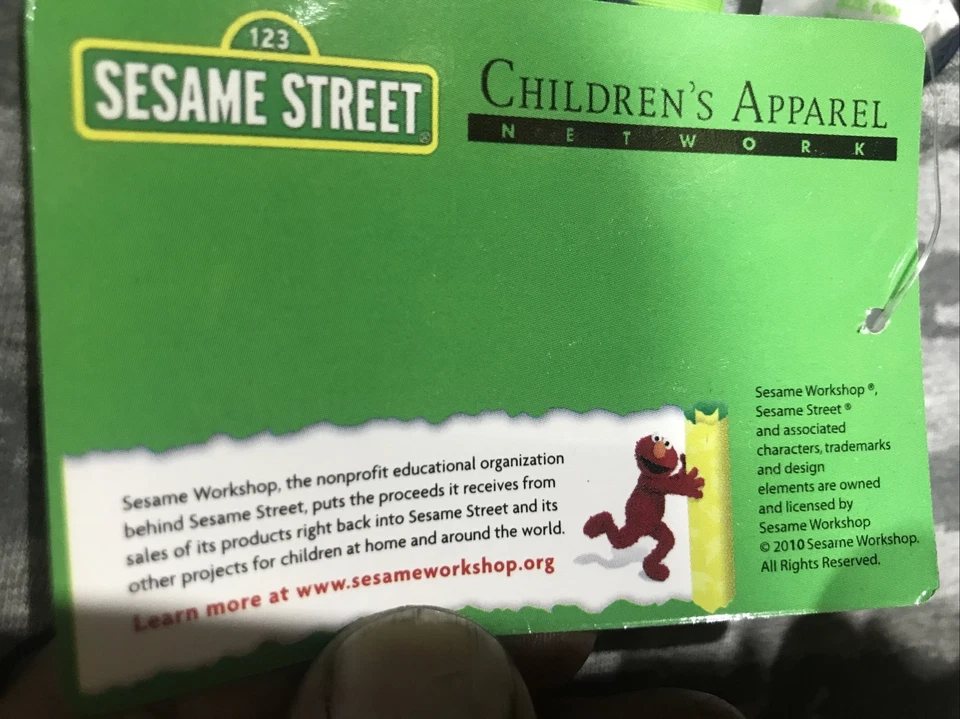 123
SESAME STREET®
CHILDREN'S APPAREL
NETWORK
Sesame Workshop, the nonprofit educational organization
behind Sesame Street, puts the proceeds it receives from
sales of its products right back into Sesame Street and its
other projects for children at home and around the world.
Learn more at www.sesameworkshop.org
Sesame Workshop ®,
Sesame Street ®
and associated
characters, trademarks
and design
elements are owned
and licensed by
Sesame Workshop
© 2010 Sesame Workshop.
All Rights Reserved.